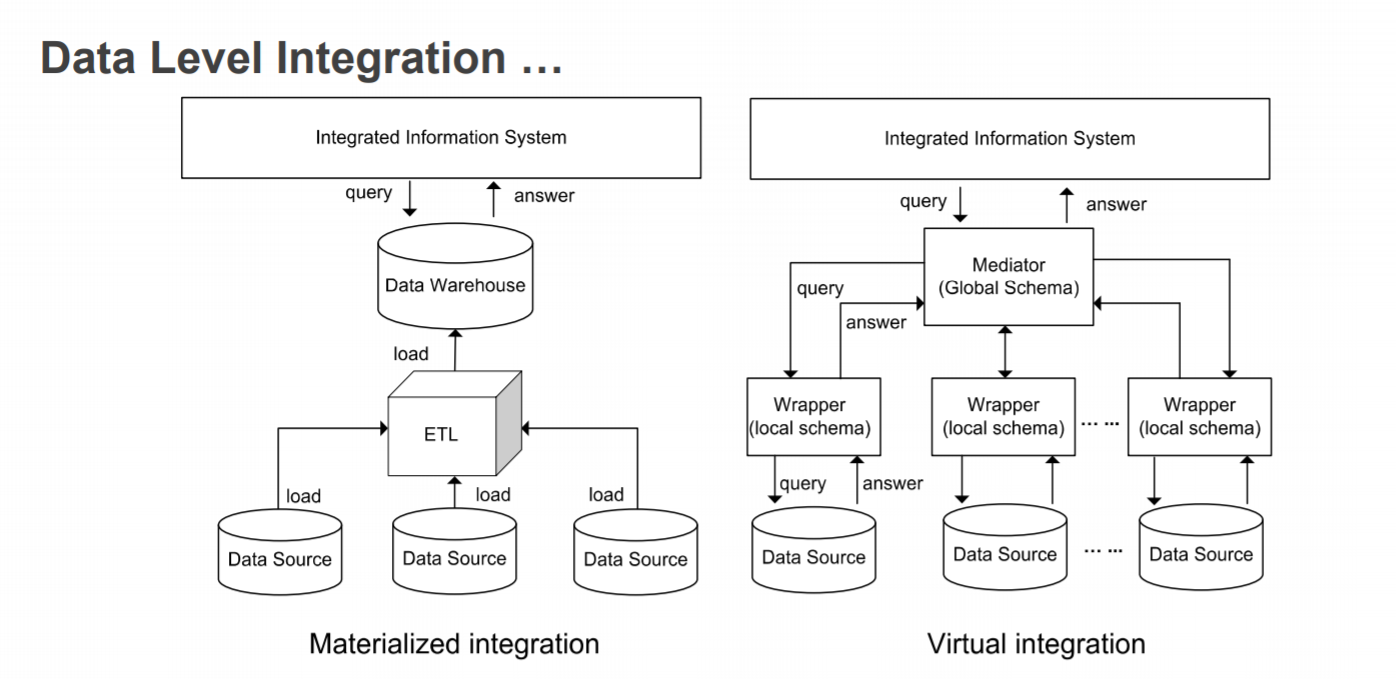 Data Level Integration …
Integrated Information System
query
answer
Data Warehouse
load
ETL
load
load
load
Data Source
Data Source
Data Source
Materialized integration
Integrated Information System
query
answer
Mediator
(Global Schema)
query
answer
Wrapper
(local schema)
Wrapper
(local schema)
... ...
Wrapper
(local schema)
query
answer
Data Source
Data Source
... ...
Data Source
Virtual integration